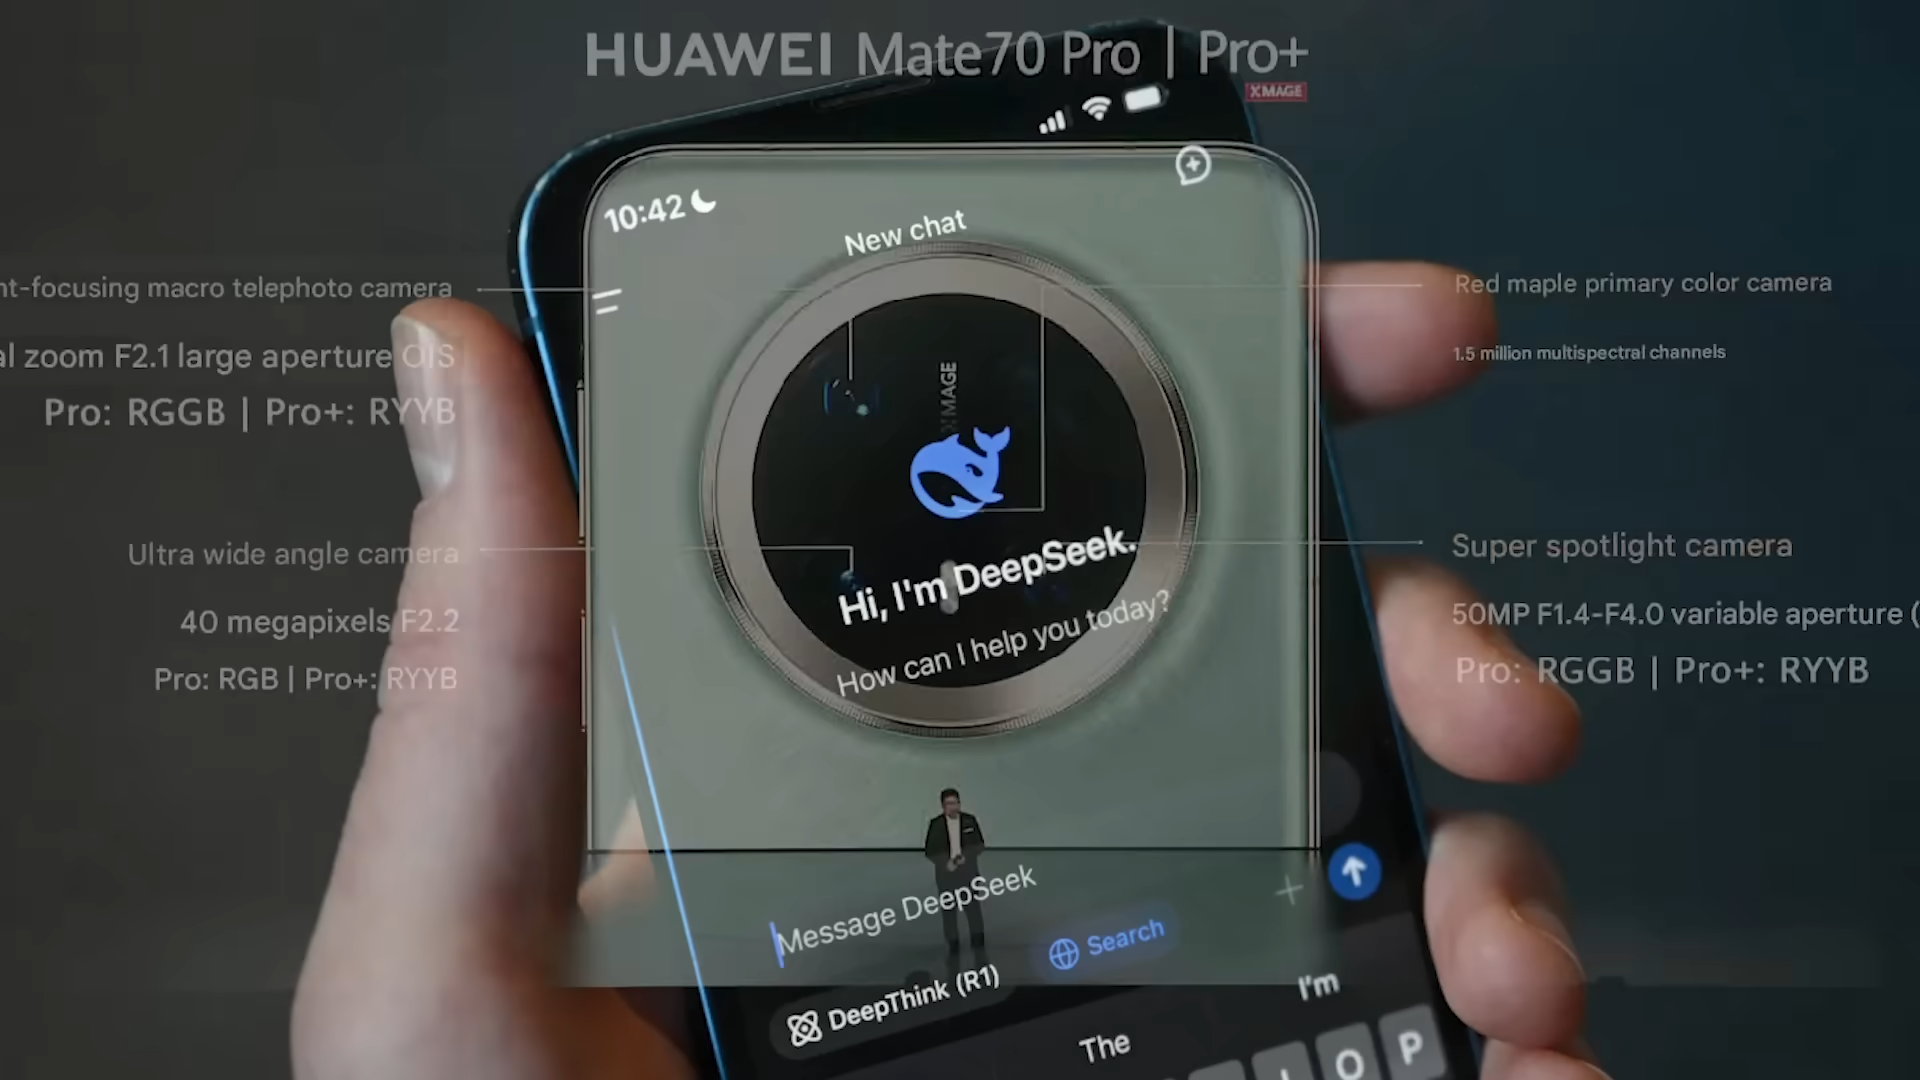 HUAWEI Mate70 Pro | Pro+
XMAGE
10:42
New chat
nt-focusing macro telephoto camera
al zoom F2.1 large aperture OIS
Pro: RGGB | Pro+: RYYB
Red maple primary color camera
1.5 million multispectral channels
XMAGE
Hi, I'm DeepSeek.
How can I help you today?
Ultra wide angle camera
40 megapixels F2.2
Pro: RGB | Pro+: RYYB
Super spotlight camera
50MP F1.4-F4.0 variable aperture (
Pro: RGGB | Pro+: RYYB
Message DeepSeek
DeepThink (R1)
Search
The
I'm
O
P